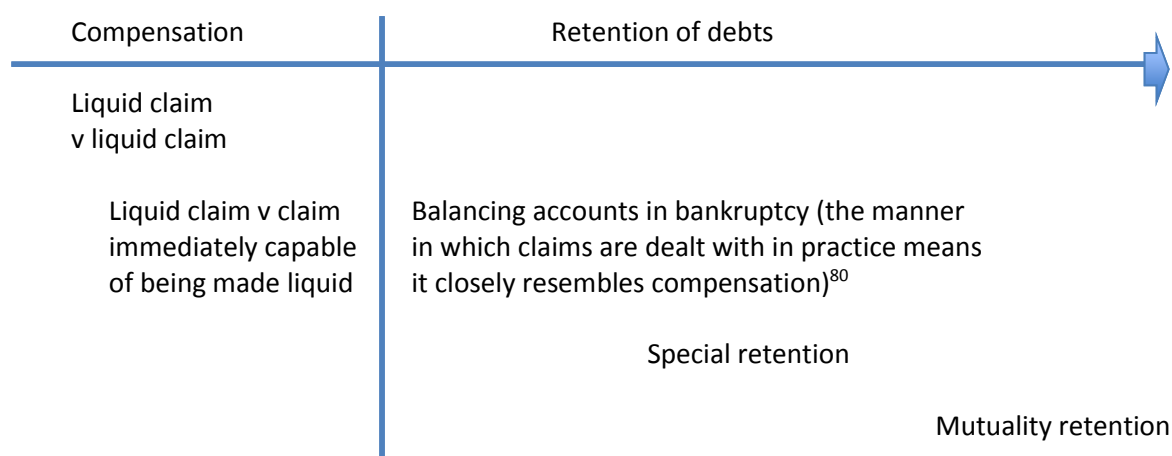 Compensation
Retention of debts
Liquid claim
v liquid claim
Liquid claim v claim
immediately capable
of being made liquid
Balancing accounts in bankruptcy (the manner
in which claims are dealt with in practice means
it closely resembles compensation)80
Special retention
Mutuality retention